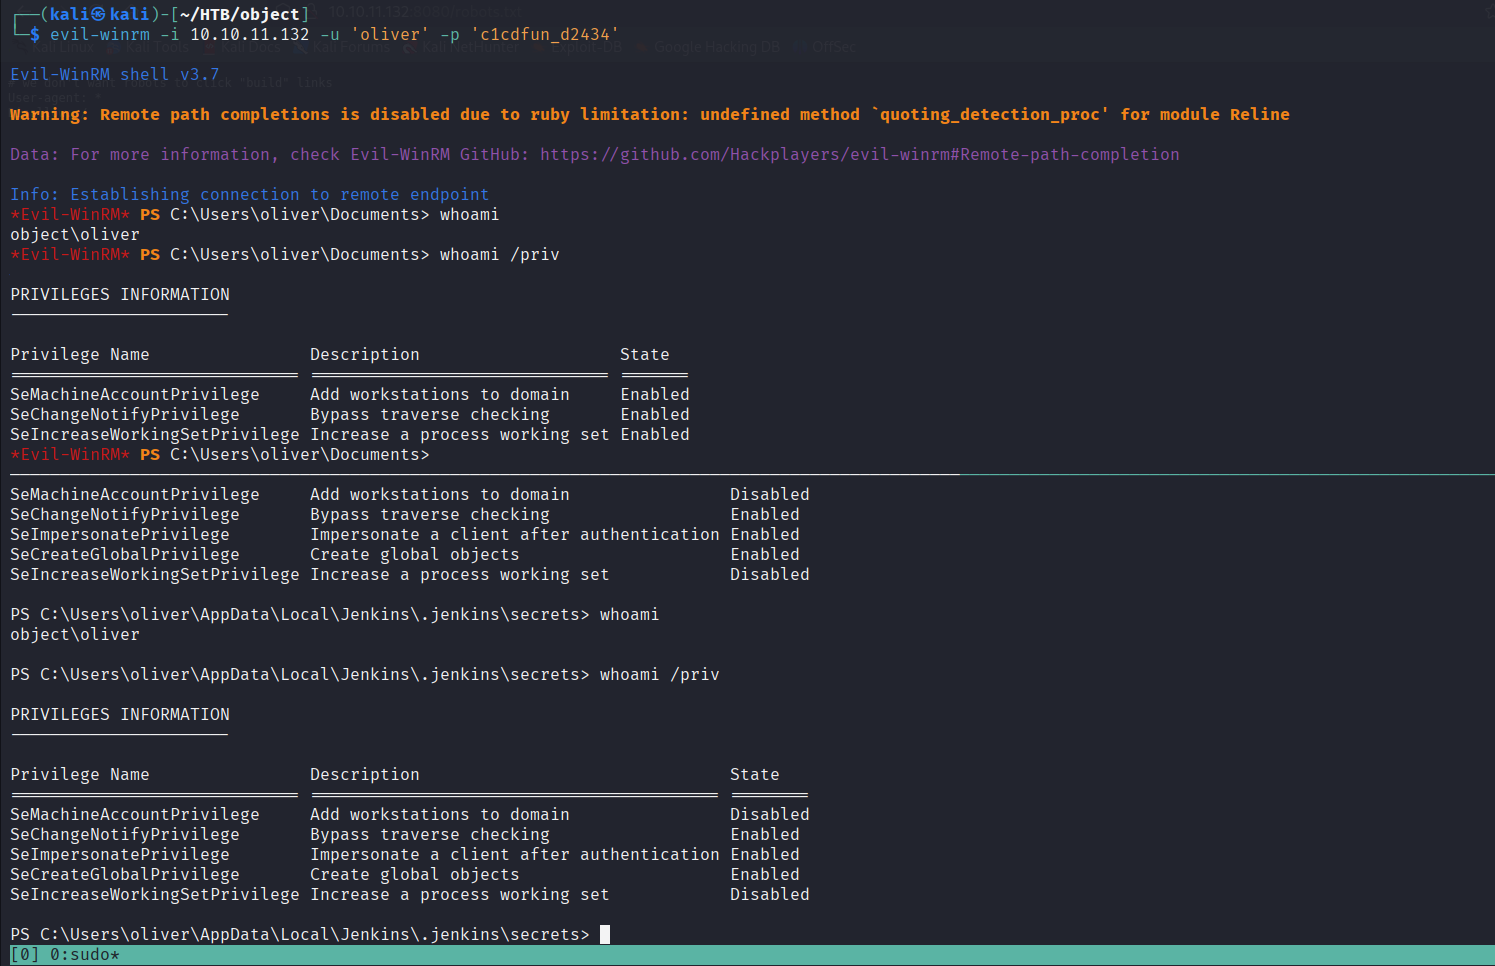 ┌──(kali㉿kali)-[~/HTB/object]
└─$ evil-winrm -i 10.10.11.132 -u 'oliver' -p 'c1cdfun_d2434'
Evil-WinRM shell v3.7
Warning: Remote path completions is disabled due to ruby limitation: undefined method `quoting_detection_proc' for module Reline
Data: For more information, check Evil-WinRM GitHub: https://github.com/Hackplayers/evil-winrm#Remote-path-completion
Info: Establishing connection to remote endpoint
*Evil-WinRM* PS C:\Users\oliver\Documents> whoami
object\oliver
*Evil-WinRM* PS C:\Users\oliver\Documents> whoami /priv
PRIVILEGES INFORMATION
----------------------
Privilege Name                Description                    State
============================= ============================== =======
SeMachineAccountPrivilege     Add workstations to domain     Enabled
SeChangeNotifyPrivilege       Bypass traverse checking       Enabled
SeIncreaseWorkingSetPrivilege Increase a process working set Enabled
*Evil-WinRM* PS C:\Users\oliver\Documents>
SeMachineAccountPrivilege     Add workstations to domain                Disabled
SeChangeNotifyPrivilege       Bypass traverse checking                  Enabled
SeImpersonatePrivilege        Impersonate a client after authentication Enabled
SeCreateGlobalPrivilege       Create global objects                     Enabled
SeIncreaseWorkingSetPrivilege Increase a process working set            Disabled
PS C:\Users\oliver\AppData\Local\Jenkins\.jenkins\secrets> whoami
object\oliver
PS C:\Users\oliver\AppData\Local\Jenkins\.jenkins\secrets> whoami /priv
PRIVILEGES INFORMATION
----------------------
Privilege Name                Description                               State
============================= ========================================= ========
SeMachineAccountPrivilege     Add workstations to domain                Disabled
SeChangeNotifyPrivilege       Bypass traverse checking                  Enabled
SeImpersonatePrivilege        Impersonate a client after authentication Enabled
SeCreateGlobalPrivilege       Create global objects                     Enabled
SeIncreaseWorkingSetPrivilege Increase a process working set            Disabled
PS C:\Users\oliver\AppData\Local\Jenkins\.jenkins\secrets>
[0] 0:sudo*